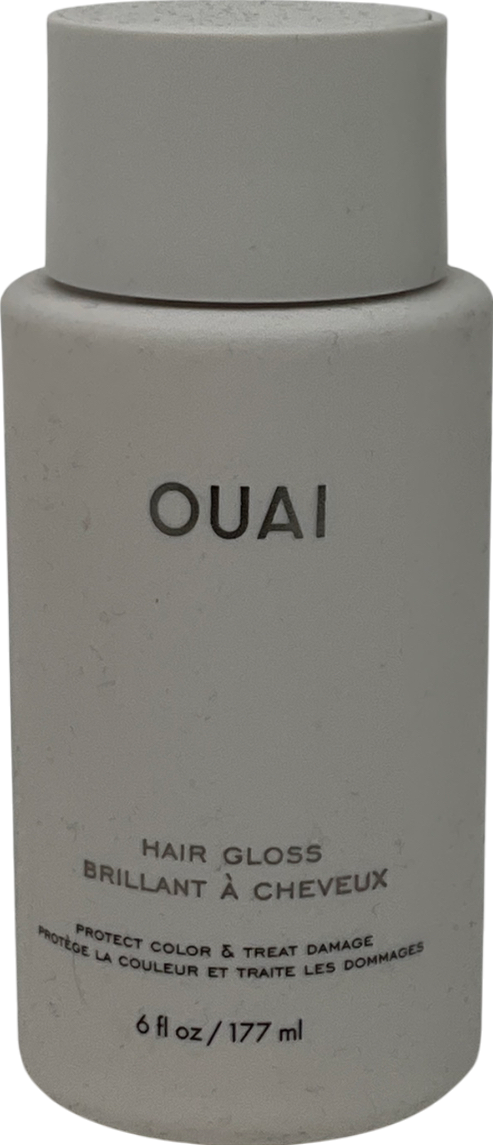 OUAI
HAIR GLOSS
BRILLANT À CHEVEUX
PROTECT COLOR & TREAT DAMAGE
PROTÈGE LA COULEUR ET TRAITE LES DOMMAGES
6 fl oz / 177 ml